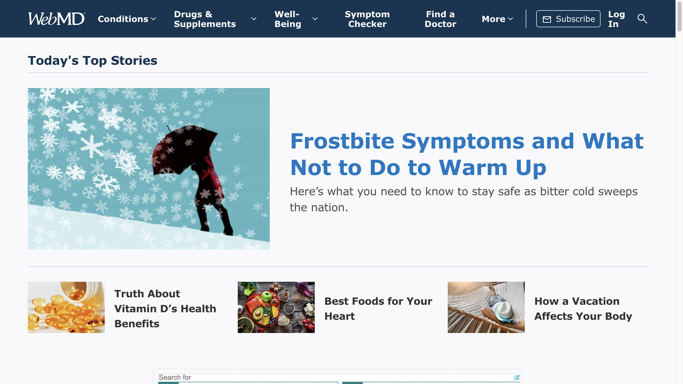 WebMD Conditions Drugs & Supplements Well-Being Symptom Checker Find a Doctor More Subscribe Log In
Today's Top Stories
Frostbite Symptoms and What
Not to Do to Warm Up
Here's what you need to know to stay safe as bitter cold sweeps
the nation.
Truth About
Vitamin D's Health
Benefits
Best Foods for Your
Heart
How a Vacation
Affects Your Body
Search for